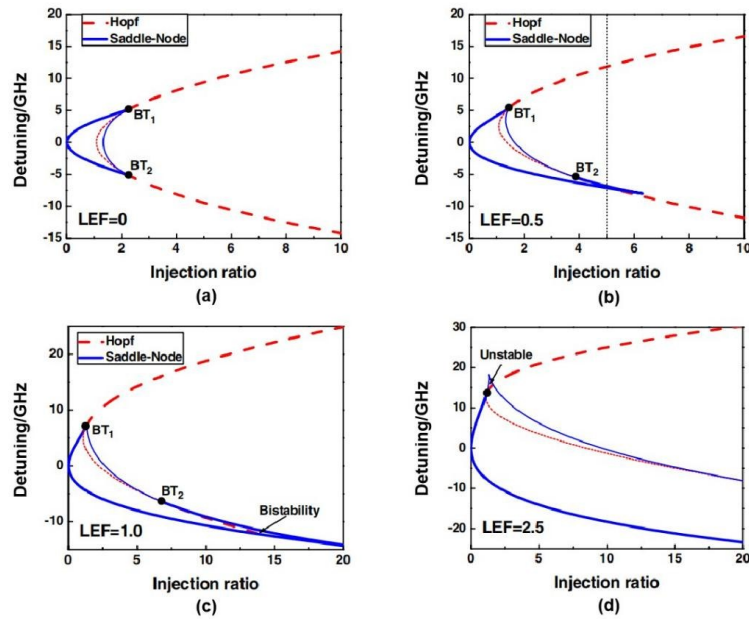 Hopf
Saddle-Node
Detuning/GHz
20
15
10
5
0
-5
-10
-15
BT1
BT2
LEF=0
0 2 4 6 8 10
Injection ratio
(a)
Hopf
Saddle-Node
Detuning/GHz
20
15
10
5
0
-5
-10
-15
BT1
BT2
LEF=0.5
0 2 4 6 8 10
Injection ratio
(b)
Hopf
Saddle-Node
Detuning/GHz
20
10
0
-10
BT1
BT2
Bistability
LEF=1.0
0 5 10 15 20
Injection ratio
(c)
Detuning/GHz
30
20
10
0
-10
-20
Unstable
LEF=2.5
0 5 10 15 20
Injection ratio
(d)